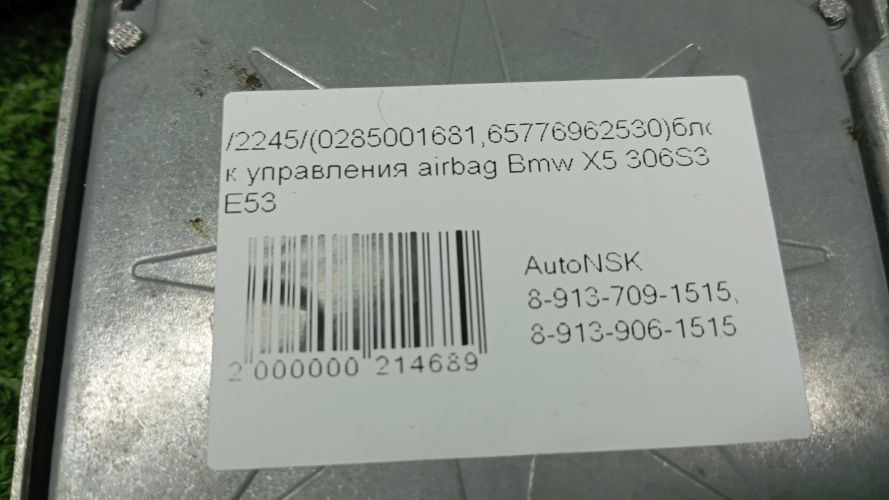 /2245/(0285001681,65776962530)бло
к управления airbag Bmw X5 306S3
E53
AutoNSK
8-913-709-1515,
8-913-906-1515
2 000000 214689